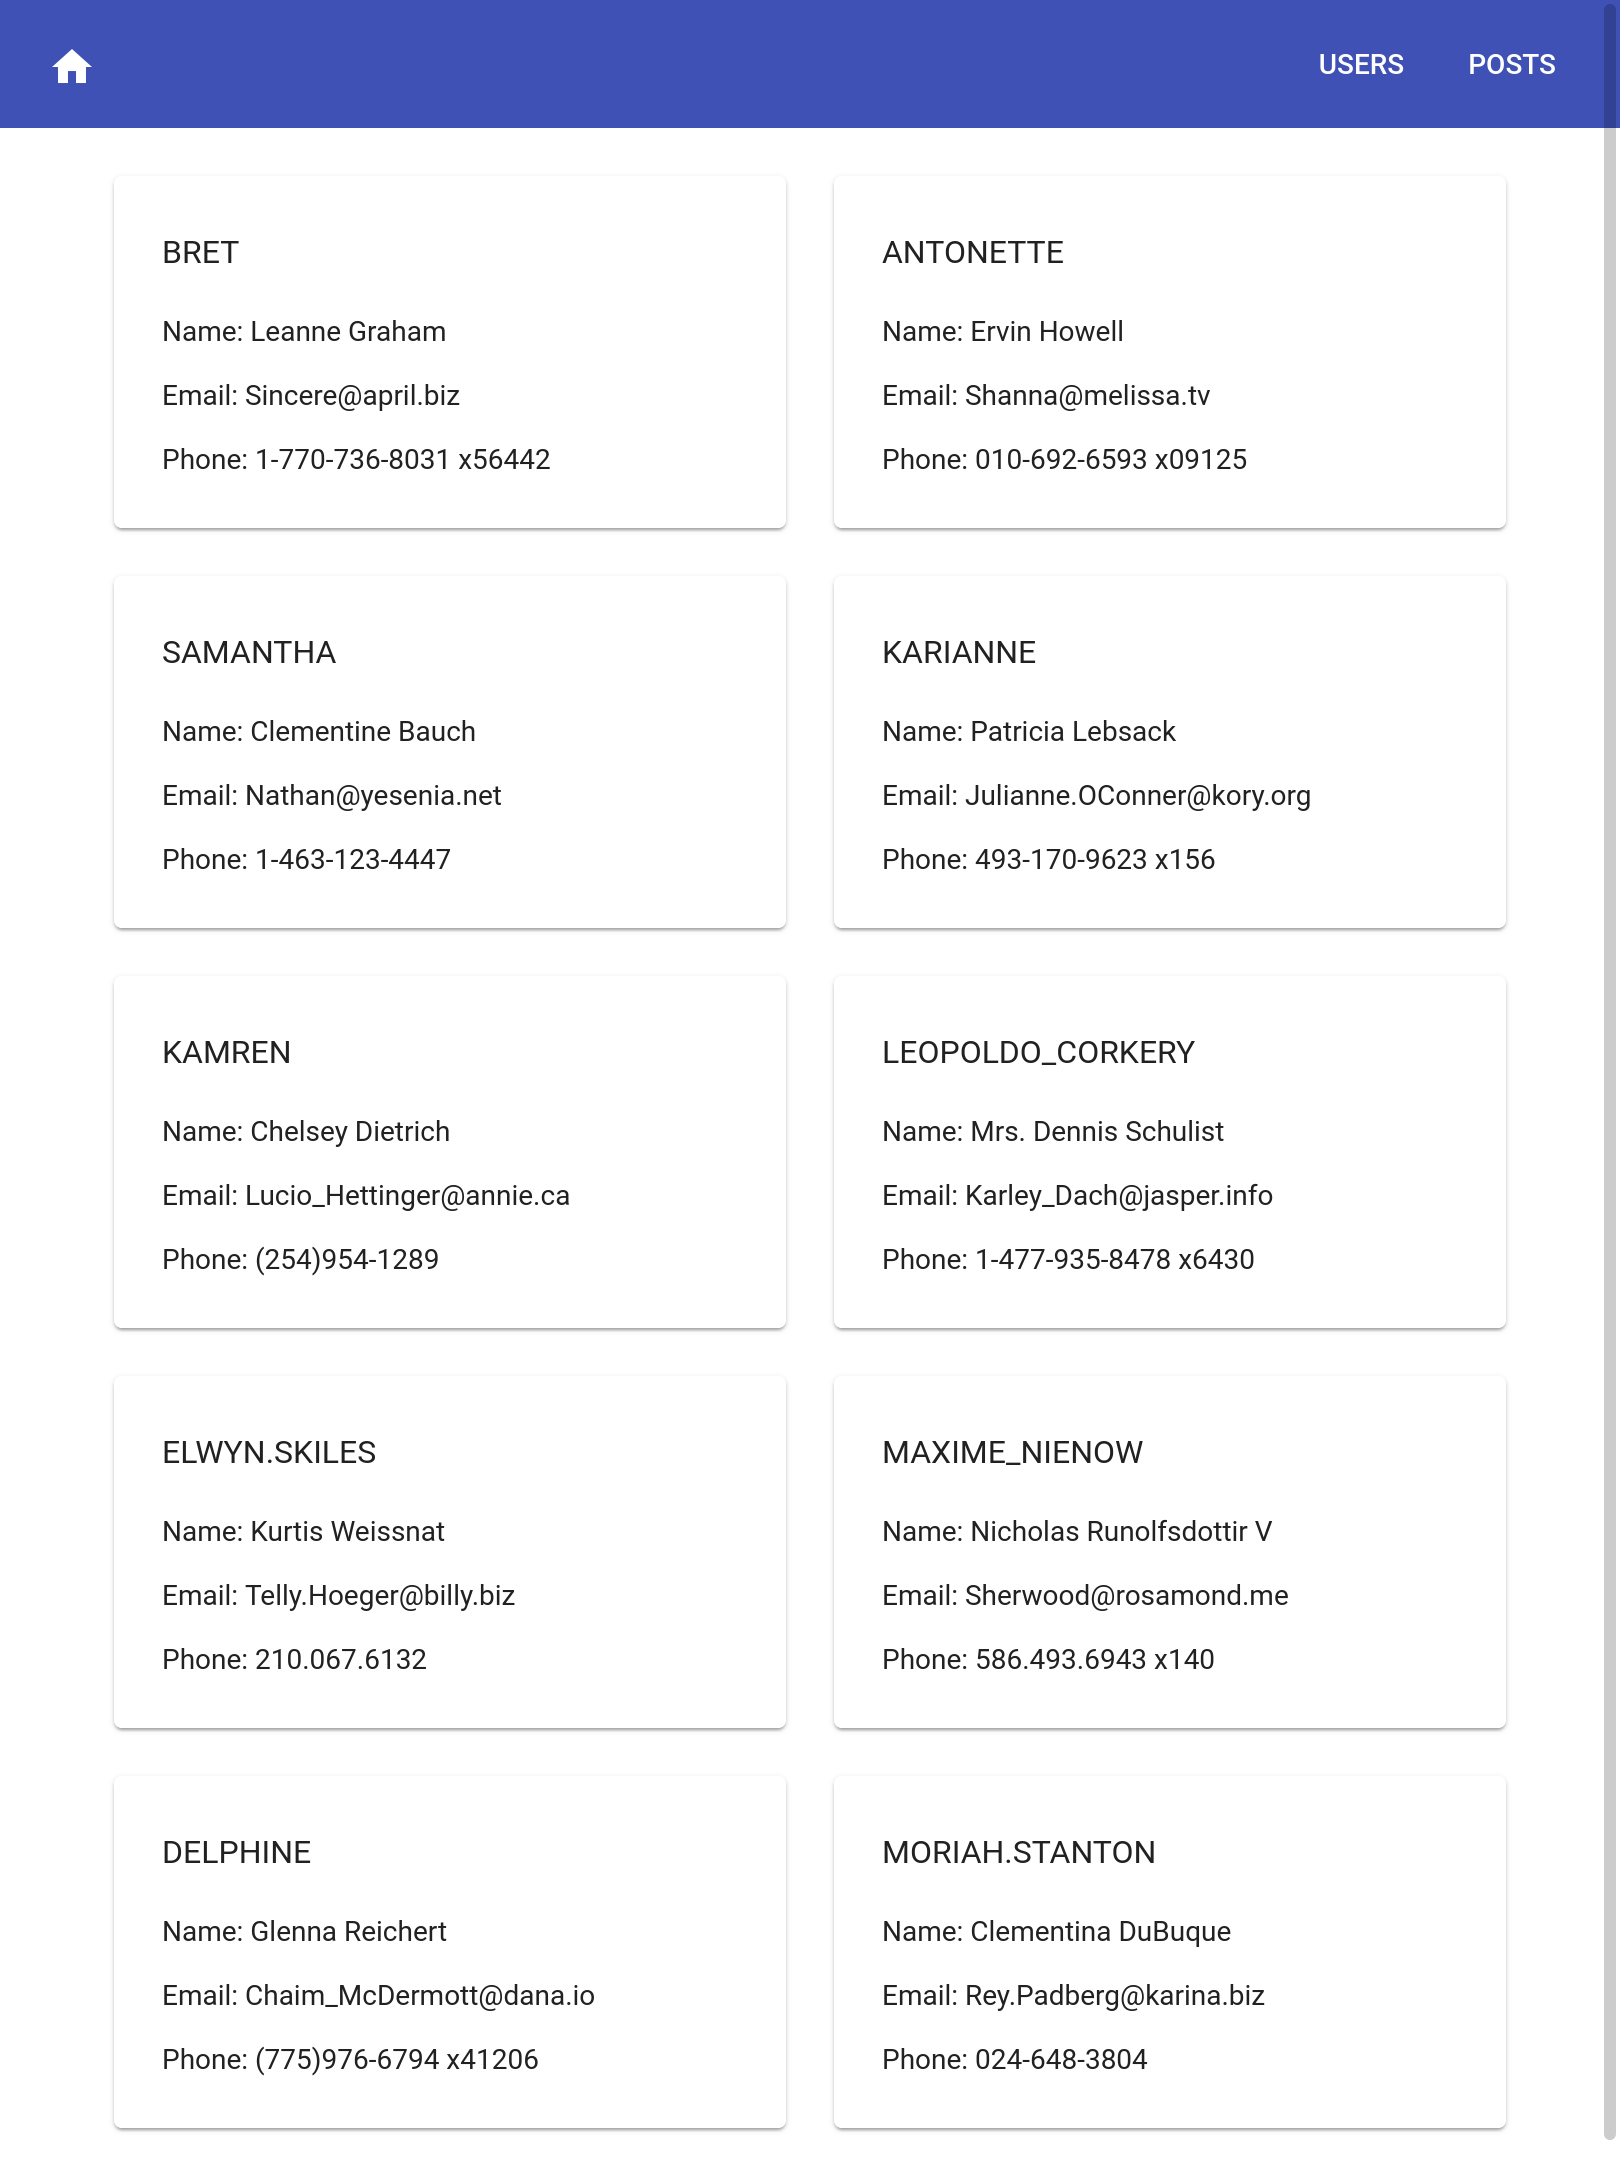 USERS POSTS
BRET
Name: Leanne Graham
Email: Sincere@april.biz
Phone: 1-770-736-8031 x56442
ANTONETTE
Name: Ervin Howell
Email: Shanna@melissa.tv
Phone: 010-692-6593 x09125
SAMANTHA
Name: Clementine Bauch
Email: Nathan@yesenia.net
Phone: 1-463-123-4447
KARIANNE
Name: Patricia Lebsack
Email: Julianne.OConner@kory.org
Phone: 493-170-9623 x156
KAMREN
Name: Chelsey Dietrich
Email: Lucio_Hettinger@annie.ca
Phone: (254)954-1289
LEOPOLDO_CORKERY
Name: Mrs. Dennis Schulist
Email: Karley_Dach@jasper.info
Phone: 1-477-935-8478 x6430
ELWYN.SKILES
Name: Kurtis Weissnat
Email: Telly.Hoeger@billy.biz
Phone: 210.067.6132
MAXIME_NIENOW
Name: Nicholas Runolfsdottir V
Email: Sherwood@rosamond.me
Phone: 586.493.6943 x140
DELPHINE
Name: Glenna Reichert
Email: Chaim_McDermott@dana.io
Phone: (775)976-6794 x41206
MORIAH.STANTON
Name: Clementina DuBuque
Email: Rey.Padberg@karina.biz
Phone: 024-648-3804